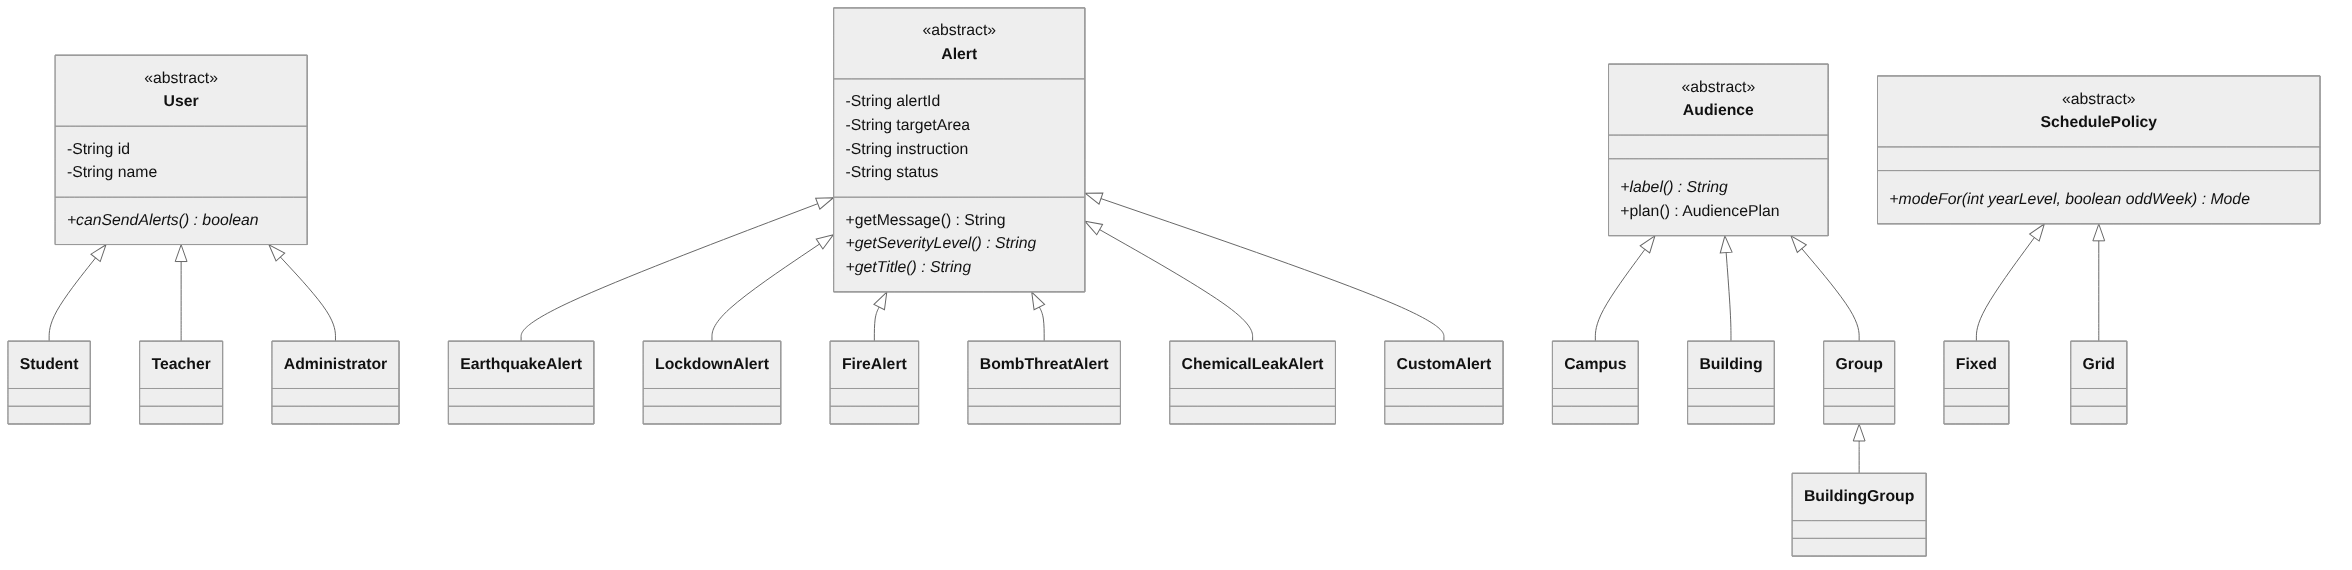 «abstract»
User
-String id
-String name
+canSendAlerts() : boolean
Student
Teacher
Administrator
«abstract»
Alert
-String alertId
-String targetArea
-String instruction
-String status
+getMessage() : String
+getSeverityLevel() : String
+getTitle() : String
EarthquakeAlert
LockdownAlert
FireAlert
BombThreatAlert
ChemicalLeakAlert
CustomAlert
«abstract»
Audience
+label() : String
+plan() : AudiencePlan
Campus
Building
Group
BuildingGroup
«abstract»
SchedulePolicy
+modeFor(int yearLevel, boolean oddWeek) : Mode
Fixed
Grid